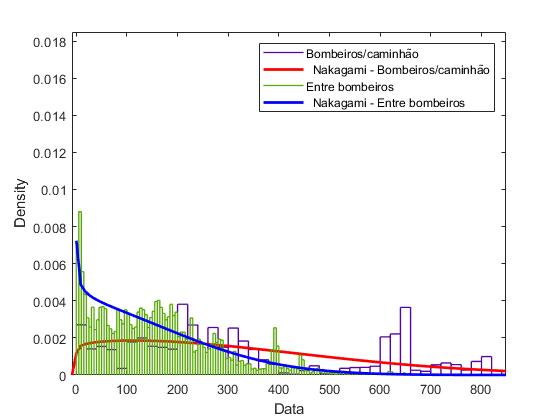 0.018
0.016
0.014
0.012
0.01
0.008
0.006
0.004
0.002
0
Density
Bombeiros/caminhão
Nakagami - Bombeiros/caminhão
Entre bombeiros
Nakagami - Entre bombeiros
0 100 200 300 400 500 600 700 800
Data